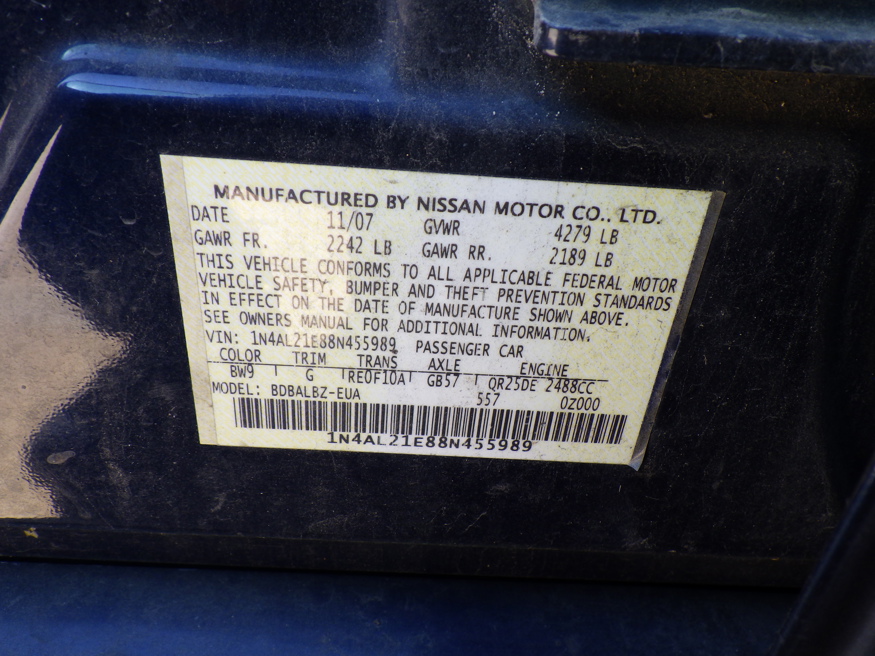 MANUFACTURED BY NISSAN MOTOR CO., LTD.
DATE 11/07 GVWR 4279 LB
GAWR FR. 2242 LB GAWR RR. 2189 LB
THIS VEHICLE CONFORMS TO ALL APPLICABLE FEDERAL MOTOR
VEHICLE SAFETY, BUMPER AND THEFT PREVENTION STANDARDS
IN EFFECT ON THE DATE OF MANUFACTURE SHOWN ABOVE.
SEE OWNERS MANUAL FOR ADDITIONAL INFORMATION.
VIN: 1N4AL21E88N455989 PASSENGER CAR
COLOR TRIM TRANS AXLE ENGINE
BW9 G RE0F10A GB57 QR25DE 2488CC
MODEL: BDBALBZ-EUA 557 0Z000
1N4AL21E88N455989